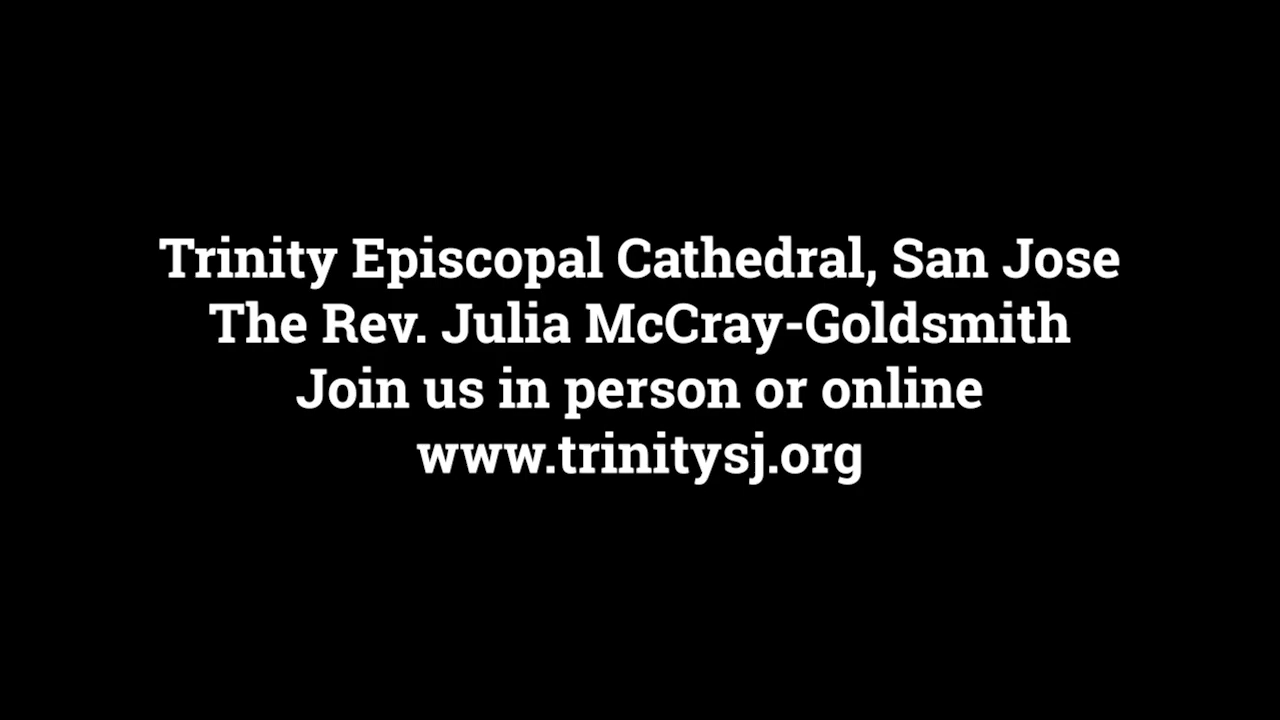 Trinity Episcopal Cathedral, San Jose
The Rev. Julia McCray-Goldsmith
Join us in person or online
www.trinitysj.org